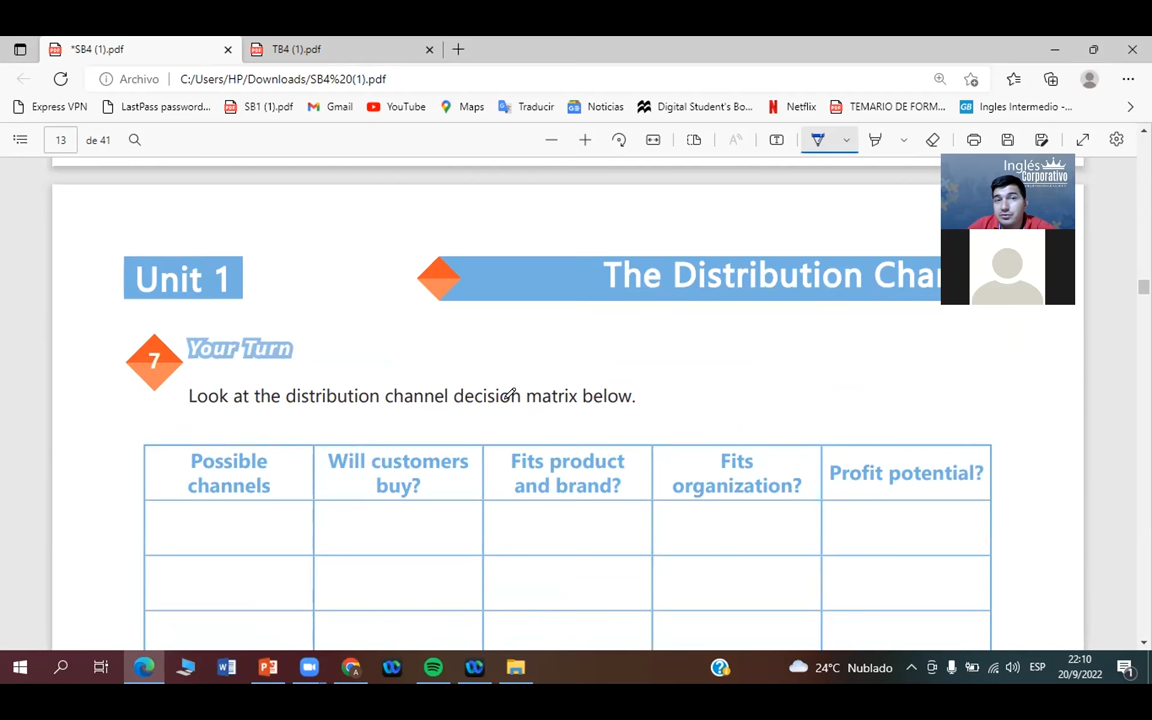 *SB4 (1).pdf
TB4 (1).pdf
Archivo C:/Users/HP/Downloads/SB4%20(1).pdf
Express VPN LastPass password... SB1 (1).pdf Gmail YouTube Maps Traducir Noticias Digital Student's Bo... Netflix TEMARIO DE FORM... GB Ingles Intermedio -...
13 de 41
Inglés
Corporativo
Unit 1
The Distribution Cha
7 Your Turn
Look at the distribution channel decision matrix below.
Possible channels
Will customers buy?
Fits product and brand?
Fits organization?
Profit potential?
24°C Nublado
ESP
22:10
20/9/2022
1